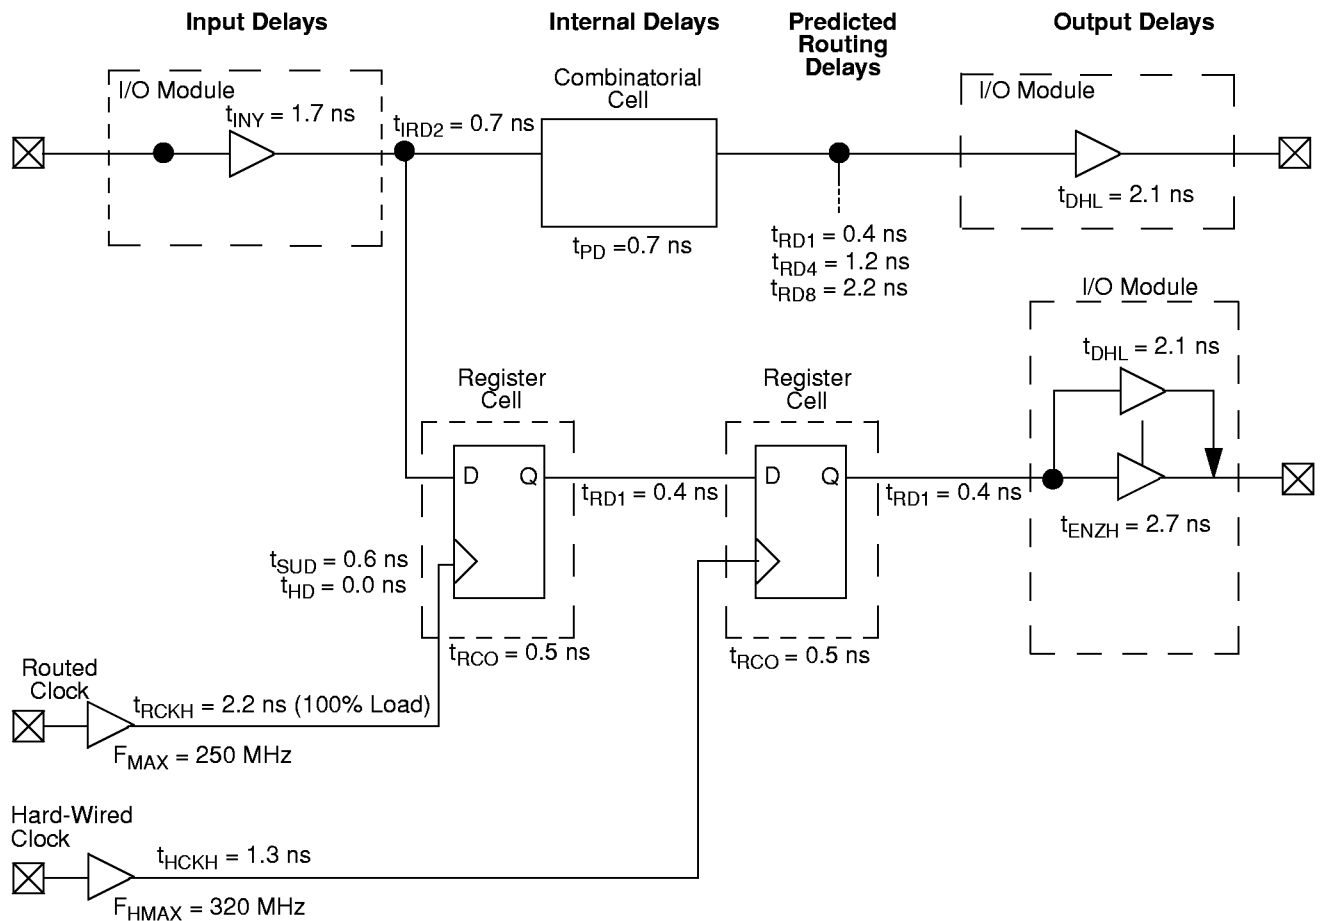 Input Delays
Internal Delays
Predicted
Routing
Delays
Output Delays
I/O Module
tINY = 1.7 ns
tIRD2 = 0.7 ns
Combinatorial
Cell
tPD =0.7 ns
tRD1 = 0.4 ns
tRD4 = 1.2 ns
tRD8 = 2.2 ns
I/O Module
tDHL = 2.1 ns
I/O Module
tDHL = 2.1 ns
tENZH = 2.7 ns
Register
Cell
D Q
tRD1 = 0.4 ns
Register
Cell
D Q
tRD1 = 0.4 ns
tSUD = 0.6 ns
tHD = 0.0 ns
tRCO = 0.5 ns
tRCO = 0.5 ns
Routed
Clock
tRCKH = 2.2 ns (100% Load)
FMAX = 250 MHz
Hard-Wired
Clock
tHCKH = 1.3 ns
FHMAX = 320 MHz